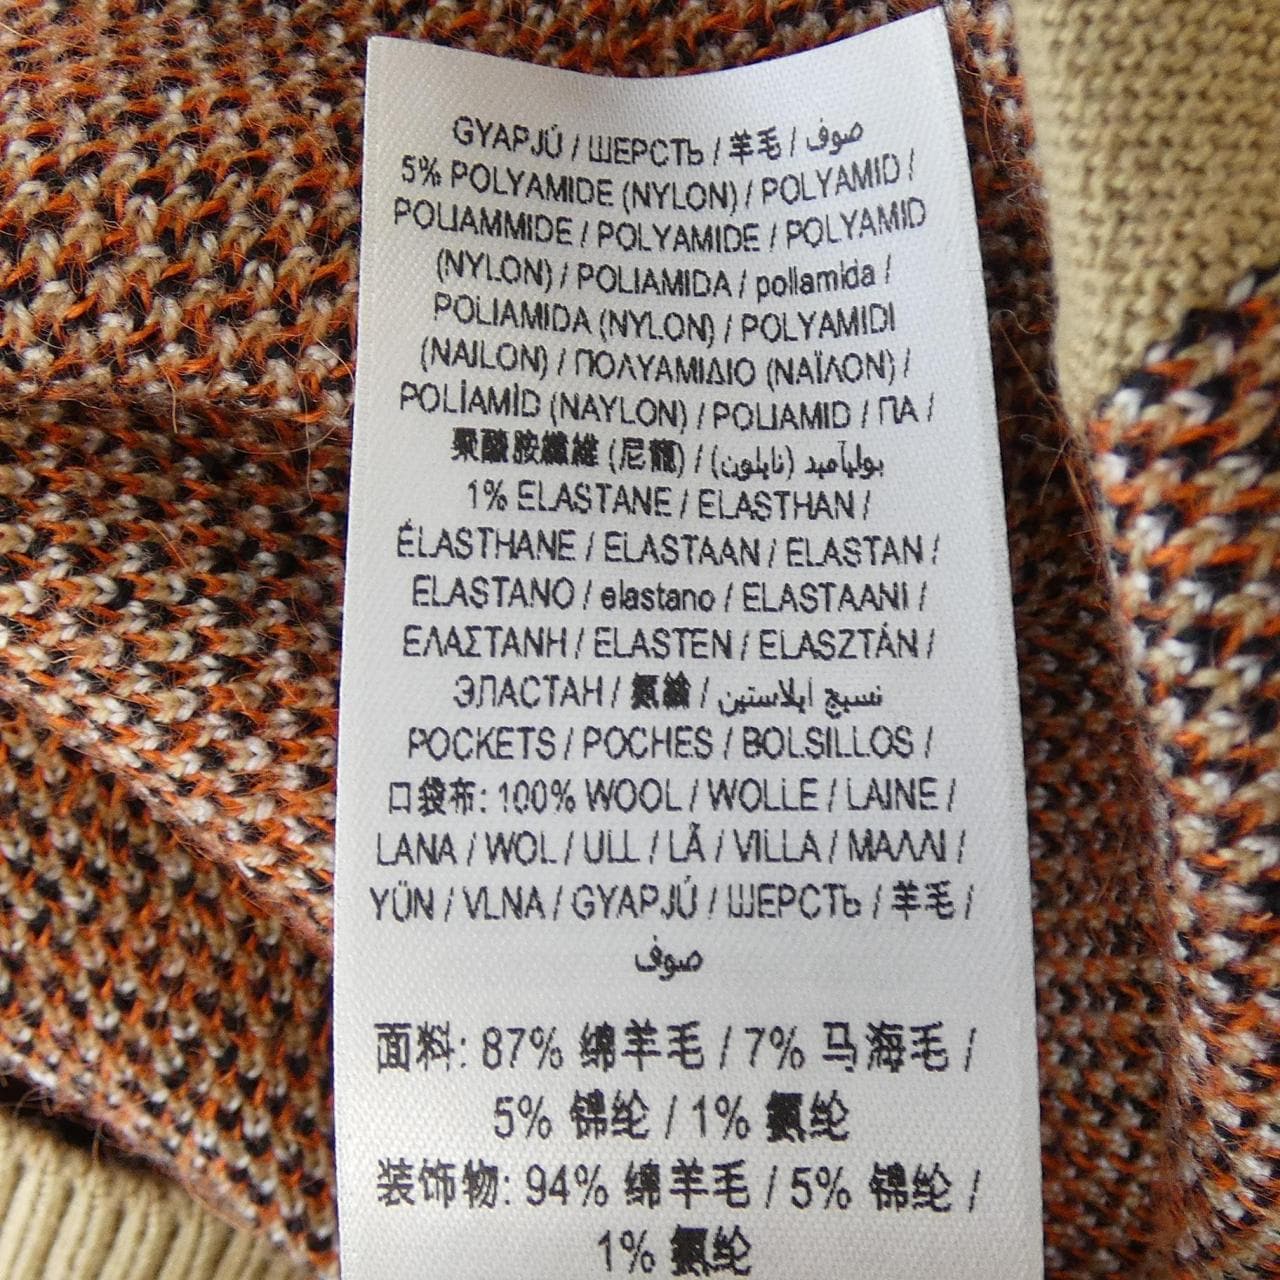 GYAPJÚ / ШЕРСТЬ / 羊毛 / صوف
5% POLYAMIDE (NYLON) / POLYAMID /
POLIAMMIDE / POLYAMIDE / POLYAMID
(NYLON) / POLIAMIDA / poliamida /
POLIAMIDA (NYLON) / POLYAMIDI
(NAILON) / ΠΟΛΥΑΜΙΔΙΟ (ΝΑΪΛΟΝ) /
POLİAMİD (NAYLON) / POLIAMID / ПА /
聚醯胺纖維 (尼龍) / بولياميد (نايلون)
1% ELASTANE / ELASTHAN /
ÉLASTHANE / ELASTAAN / ELASTAN /
ELASTANO / elastano / ELASTAANI /
ΕΛΑΣΤΑΝΗ / ELASTEN / ELASZTÁN /
ЭЛАСТАН / 氨綸 / نسيج ايلاستين
POCKETS / POCHES / BOLSILLOS /
口袋布: 100% WOOL / WOLLE / LAINE /
LANA / WOL / ULL / LÃ / VILLA / ΜΑΛΛΙ /
YÜN / VLNA / GYAPJÚ / ШЕРСТЬ / 羊毛 /
صوف
面料: 87% 绵羊毛 / 7% 马海毛 /
5% 锦纶 / 1% 氨纶
装饰物: 94% 绵羊毛 / 5% 锦纶 /
1% 氨纶